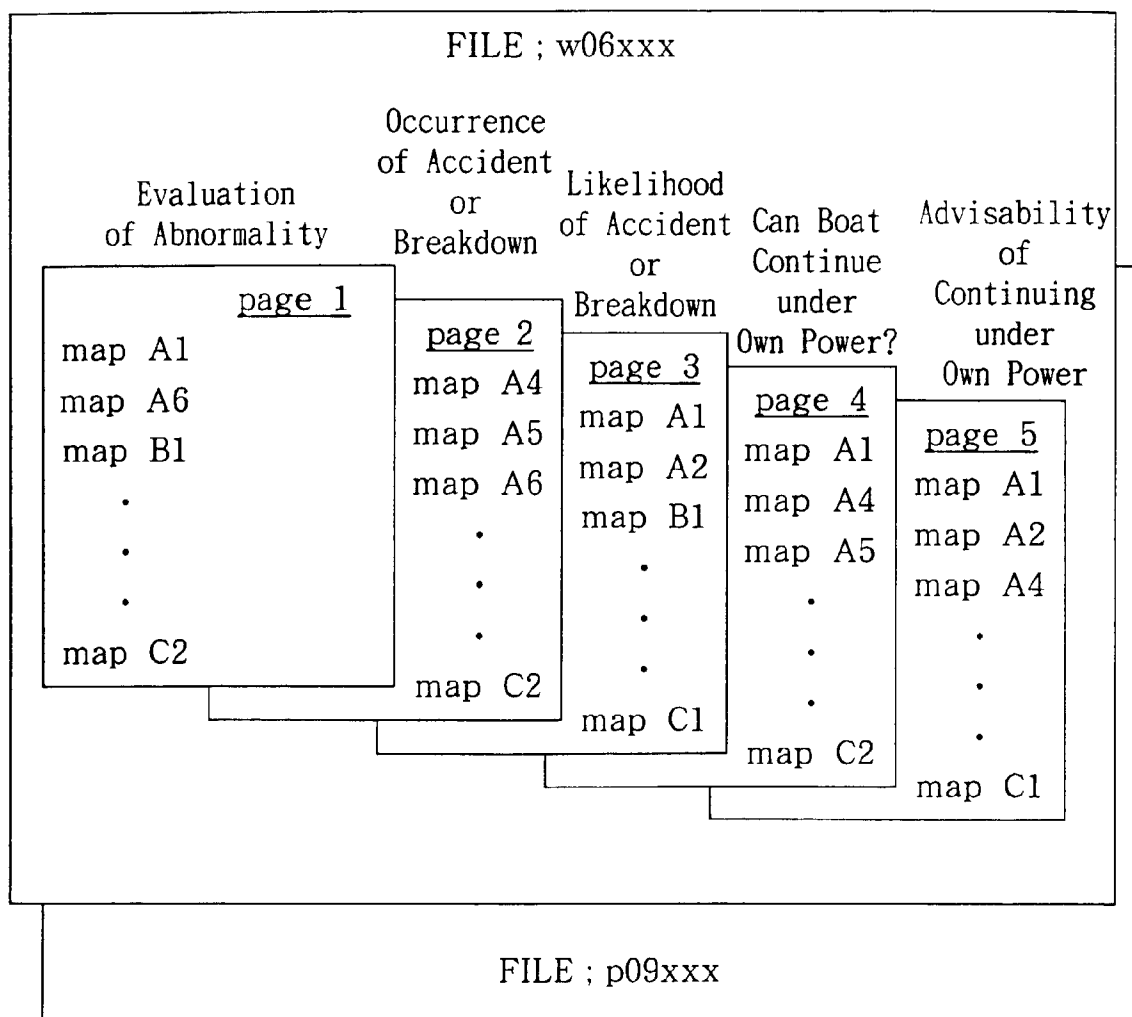 FILE ; w06xxx
Evaluation
of Abnormality
Occurrence
of Accident
or
Breakdown
Likelihood
of Accident
or
Breakdown
Can Boat
Continue
under
Own Power?
Advisability
of
Continuing
under
Own Power
page 1
map A1
map A6
map B1
map C2
page 2
map A4
map A5
map A6
map C2
page 3
map A1
map A2
map B1
map C1
page 4
map A1
map A4
map A5
map C2
page 5
map A1
map A2
map A4
map C1
FILE ; p09xxx